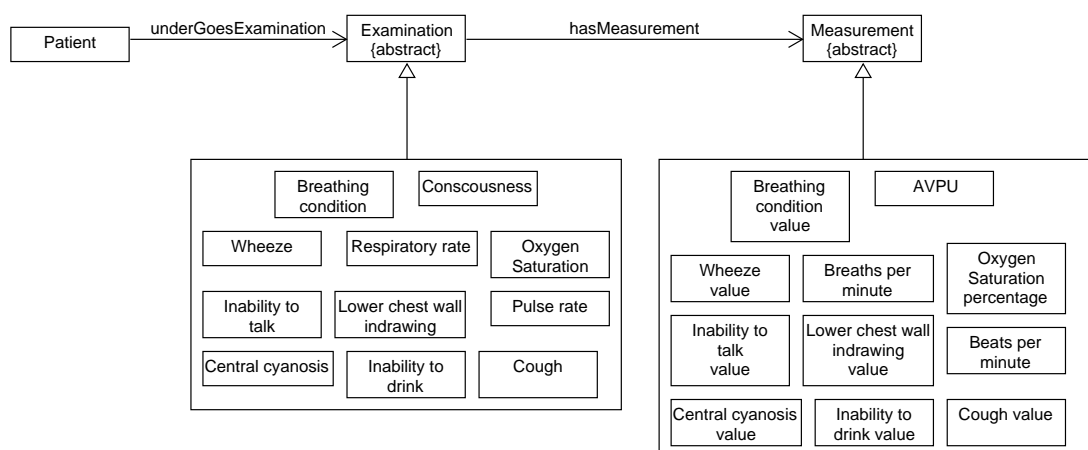 Patient
underGoesExamination
Examination
{abstract}
hasMeasurement
Measurement
{abstract}
Breathing
condition
Conscousness
Wheeze
Respiratory rate
Oxygen
Saturation
Inability to
talk
Lower chest wall
indrawing
Pulse rate
Central cyanosis
Inability to
drink
Cough
Breathing
condition
value
AVPU
Wheeze
value
Breaths per
minute
Oxygen
Saturation
percentage
Inability to
talk
value
Lower chest wall
indrawing
value
Beats per
minute
Central cyanosis
value
Inability to
drink value
Cough value